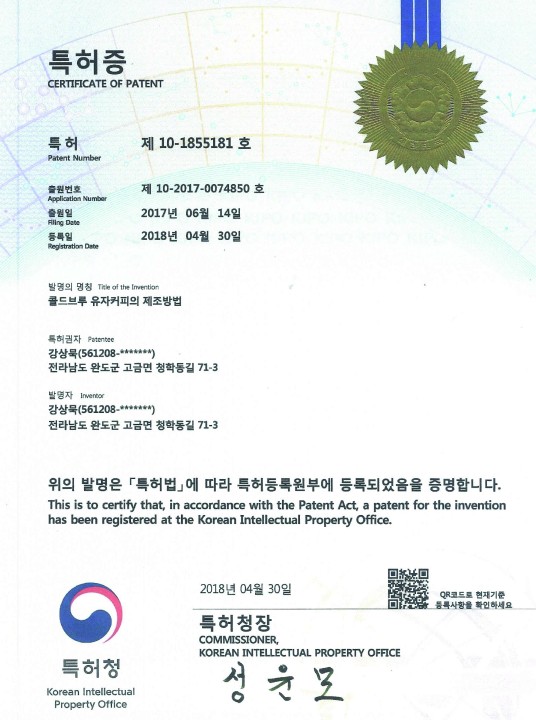 특허증
CERTIFICATE OF PATENT
특허 제 10-1855181 호
Patent Number
출원번호 제 10-2017-0074850 호
Application Number
출원일 2017년 06월 14일
Filing Date
등록일 2018년 04월 30일
Registration Date
발명의 명칭 Title of the Invention
콜드브루 유자커피의 제조방법
특허권자 Patentee
강상묵(561208-*******)
전라남도 완도군 고금면 청학동길 71-3
발명자 Inventor
강상묵(561208-*******)
전라남도 완도군 고금면 청학동길 71-3
위의 발명은 「특허법」에 따라 특허등록원부에 등록되었음을 증명합니다.
This is to certify that, in accordance with the Patent Act, a patent for the invention
has been registered at the Korean Intellectual Property Office.
2018년 04월 30일
QR코드로 현재기준
등록사항을 확인하세요
특허청장
COMMISSIONER,
KOREAN INTELLECTUAL PROPERTY OFFICE
성윤모
특허청
Korean Intellectual
Property Office